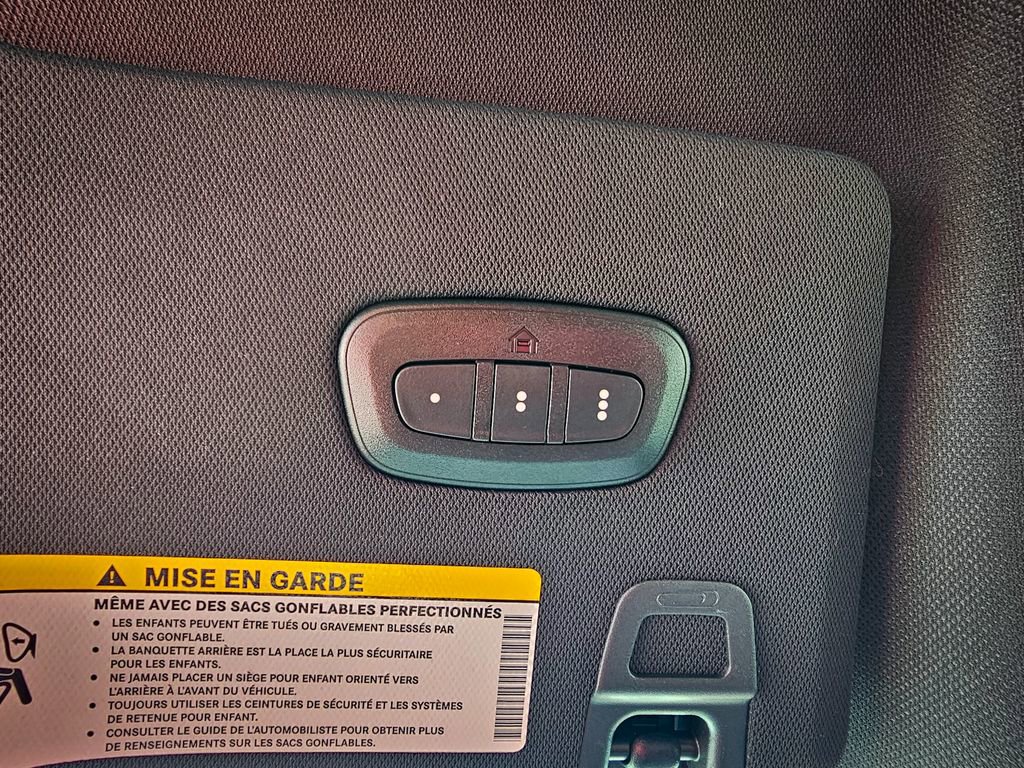 MISE EN GARDE
MÊME AVEC DES SACS GONFLABLES PERFECTIONNÉS
• LES ENFANTS PEUVENT ÊTRE TUÉS OU GRAVEMENT BLESSÉS PAR
UN SAC GONFLABLE.
• LA BANQUETTE ARRIÈRE EST LA PLACE LA PLUS SÉCURITAIRE
POUR LES ENFANTS.
• NE JAMAIS PLACER UN SIÈGE POUR ENFANT ORIENTÉ VERS
L'ARRIÈRE À L'AVANT DU VÉHICULE.
• TOUJOURS UTILISER LES CEINTURES DE SÉCURITÉ ET LES SYSTÈMES
DE RETENUE POUR ENFANT.
• CONSULTER LE GUIDE DE L'AUTOMOBILISTE POUR OBTENIR PLUS
DE RENSEIGNEMENTS SUR LES SACS GONFLABLES.